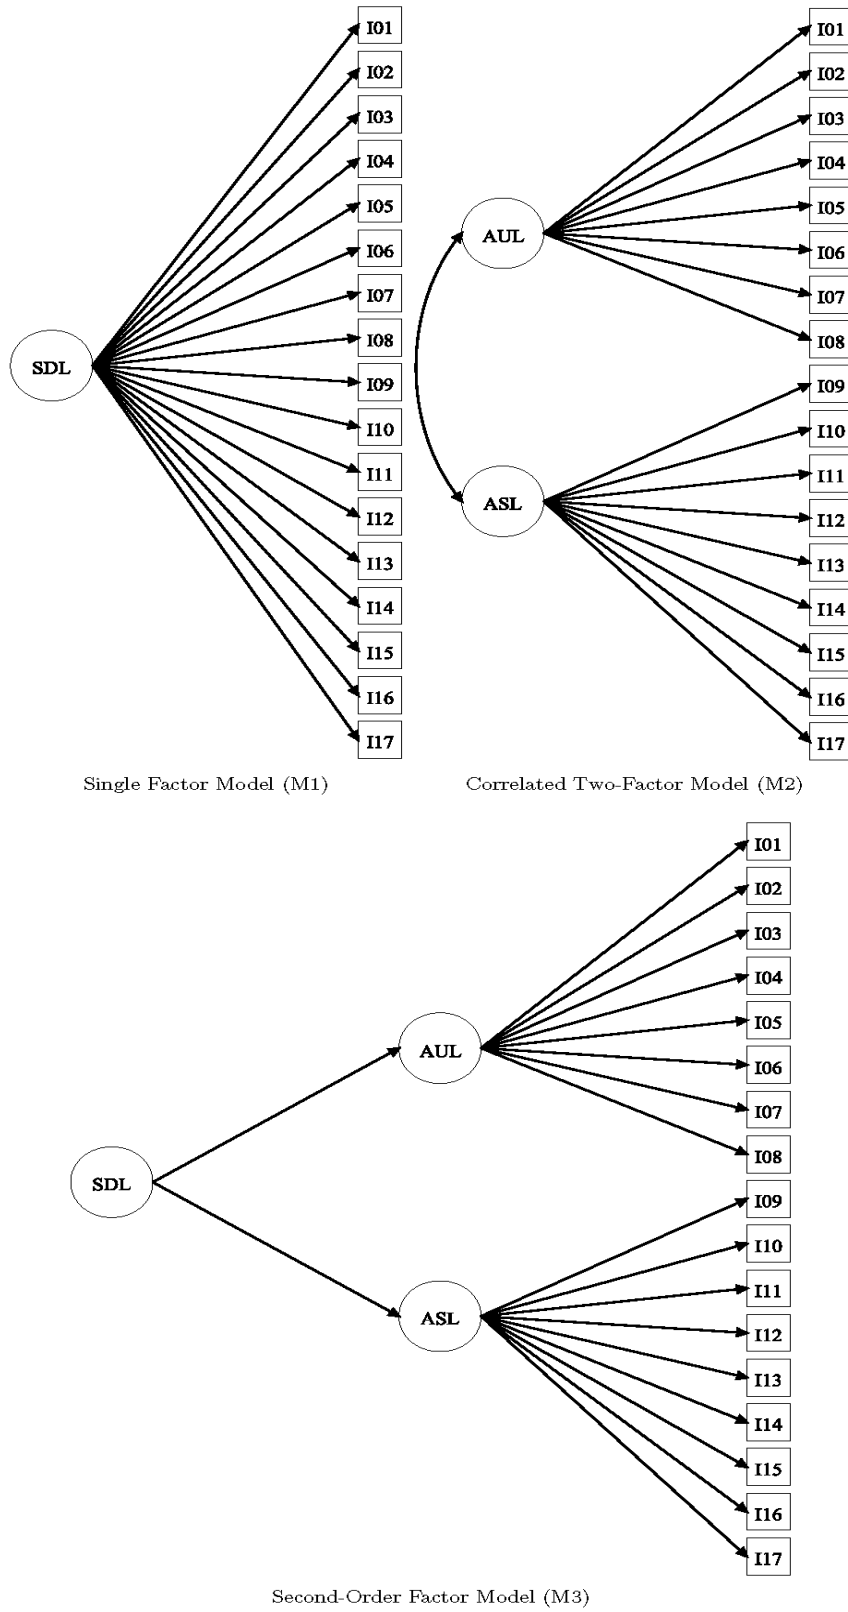 SDL
I01
I02
I03
I04
I05
I06
I07
I08
I09
I10
I11
I12
I13
I14
I15
I16
I17
Single Factor Model (M1)
AUL
ASL
I01
I02
I03
I04
I05
I06
I07
I08
I09
I10
I11
I12
I13
I14
I15
I16
I17
Correlated Two-Factor Model (M2)
SDL
AUL
ASL
I01
I02
I03
I04
I05
I06
I07
I08
I09
I10
I11
I12
I13
I14
I15
I16
I17
Second-Order Factor Model (M3)